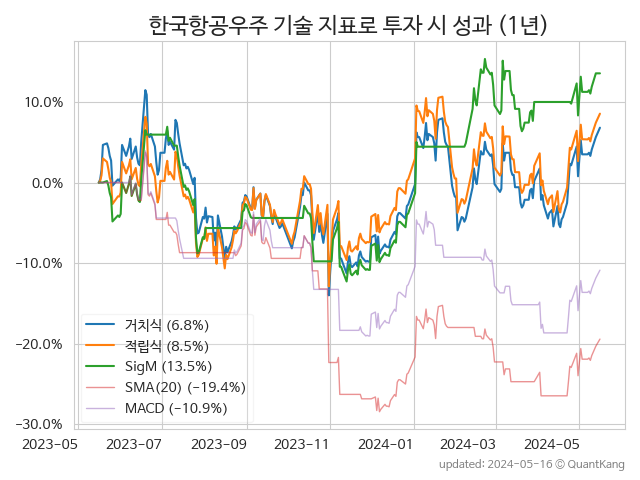 한국항공우주 기술 지표로 투자 시 성과 (1년)
10.0%
0.0%
−10.0%
−20.0%
−30.0%
거치식 (6.8%)
적립식 (8.5%)
SigM (13.5%)
SMA(20) (−19.4%)
MACD (−10.9%)
2023-05 2023-07 2023-09 2023-11 2024-01 2024-03 2024-05
updated: 2024-05-16 ⓒ QuantKang